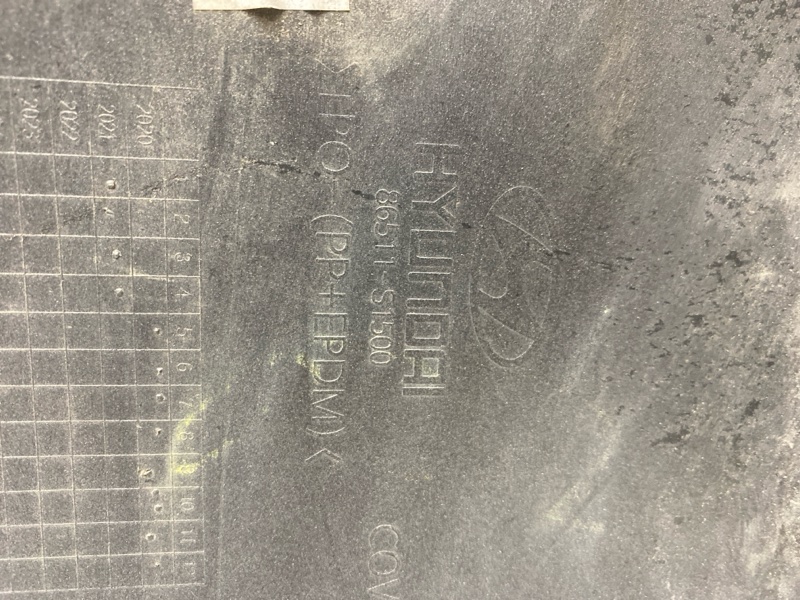 HYUNDAI
86511-S1500 COV
>TPO-(PP+EPDM)<
2 3 4 5 6 7 8 9 10 11
2020
2021
2022
2023